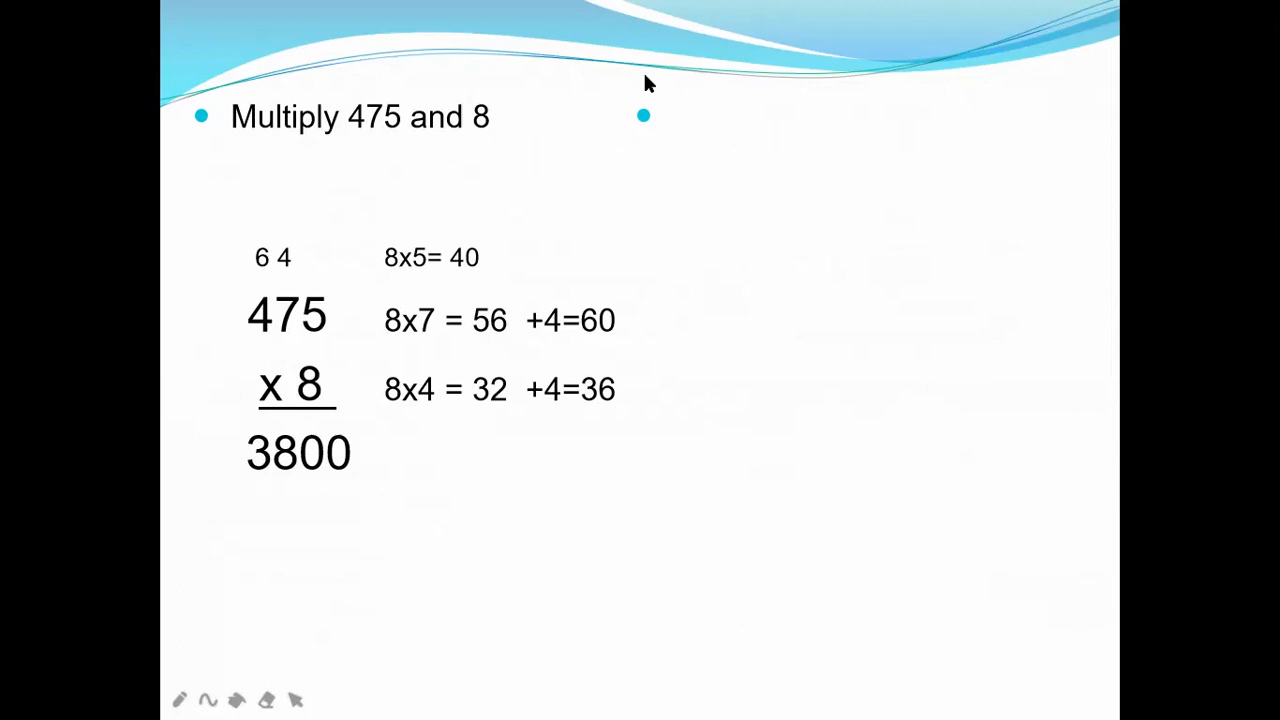 Multiply 475 and 8
6 4 8x5= 40
475 8x7 = 56 +4=60
x 8 8x4 = 32 +4=36
3800